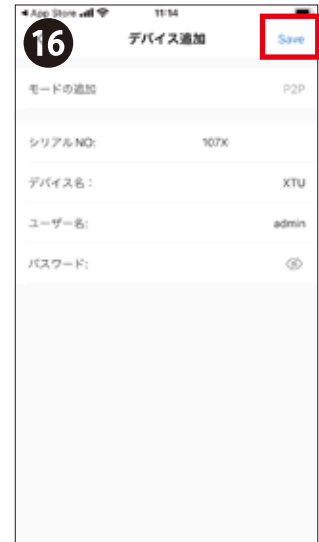 ◀App Store 11:14
16
デバイス追加 Save
モードの追加 P2P
シリアルNO: 107X
デバイス名: XTU
ユーザー名: admin
パスワード: